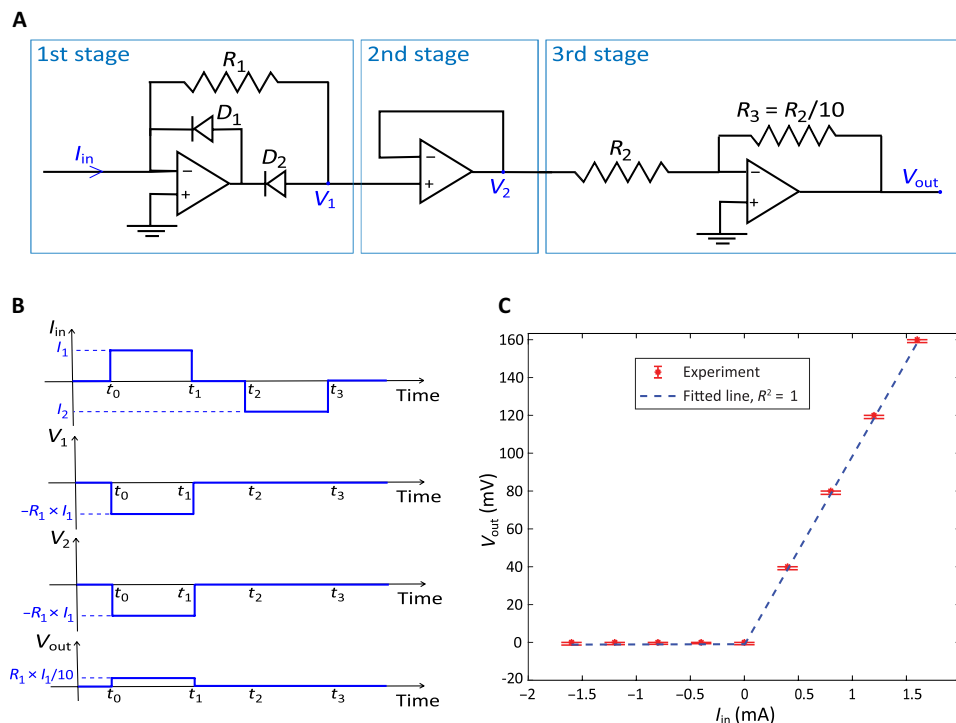 A
1st stage
2nd stage
3rd stage
R1
D1
D2
Iin
−
+
V1
−
+
V2
R2
R3 = R2/10
−
+
Vout
B
Iin
I1
I2
t0
t1
t2
t3
Time
V1
−R1 × I1
t0
t1
t2
t3
Time
V2
−R1 × I1
t0
t1
t2
t3
Time
Vout
R1 × I1/10
t0
t1
t2
t3
Time
C
Vout (mV)
160
140
120
100
80
60
40
20
0
-20
Experiment
Fitted line, R² = 1
−2
−1.5
−1
−0.5
0
0.5
1
1.5
2
Iin (mA)